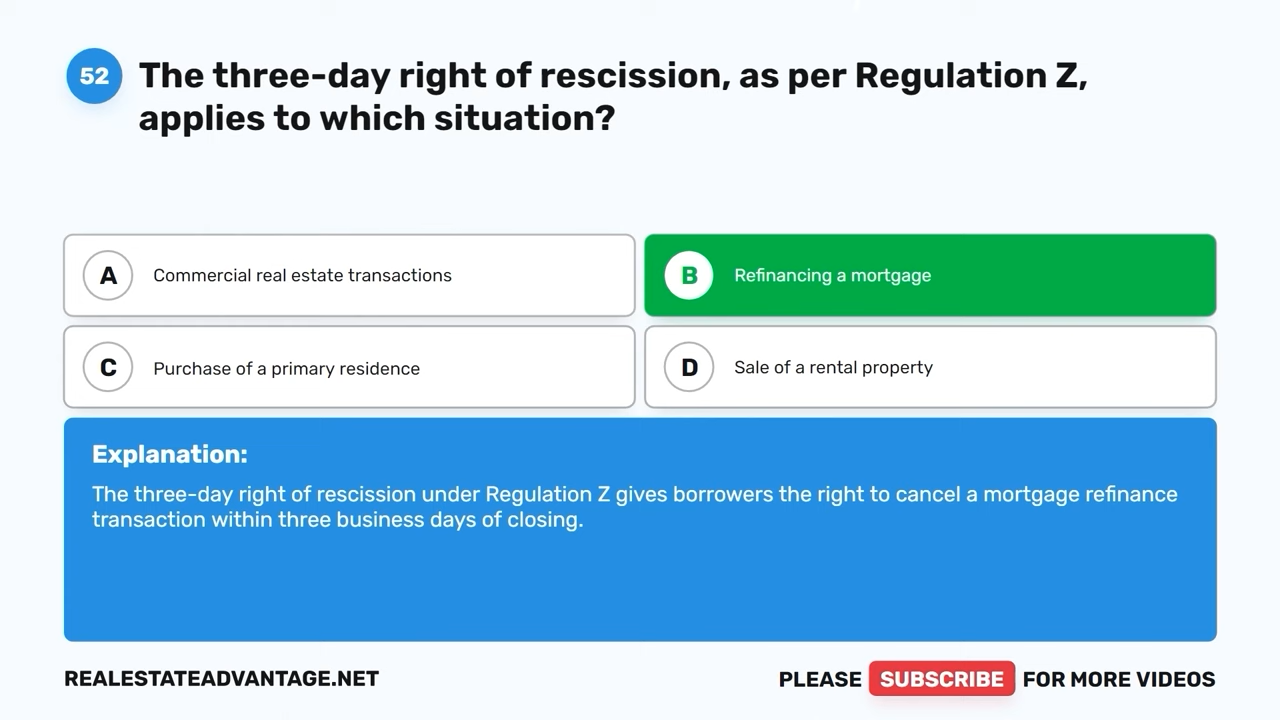 52
The three-day right of rescission, as per Regulation Z,
applies to which situation?
A Commercial real estate transactions
B Refinancing a mortgage
C Purchase of a primary residence
D Sale of a rental property
Explanation:
The three-day right of rescission under Regulation Z gives borrowers the right to cancel a mortgage refinance
transaction within three business days of closing.
REALESTATEADVANTAGE.NET
PLEASE SUBSCRIBE FOR MORE VIDEOS